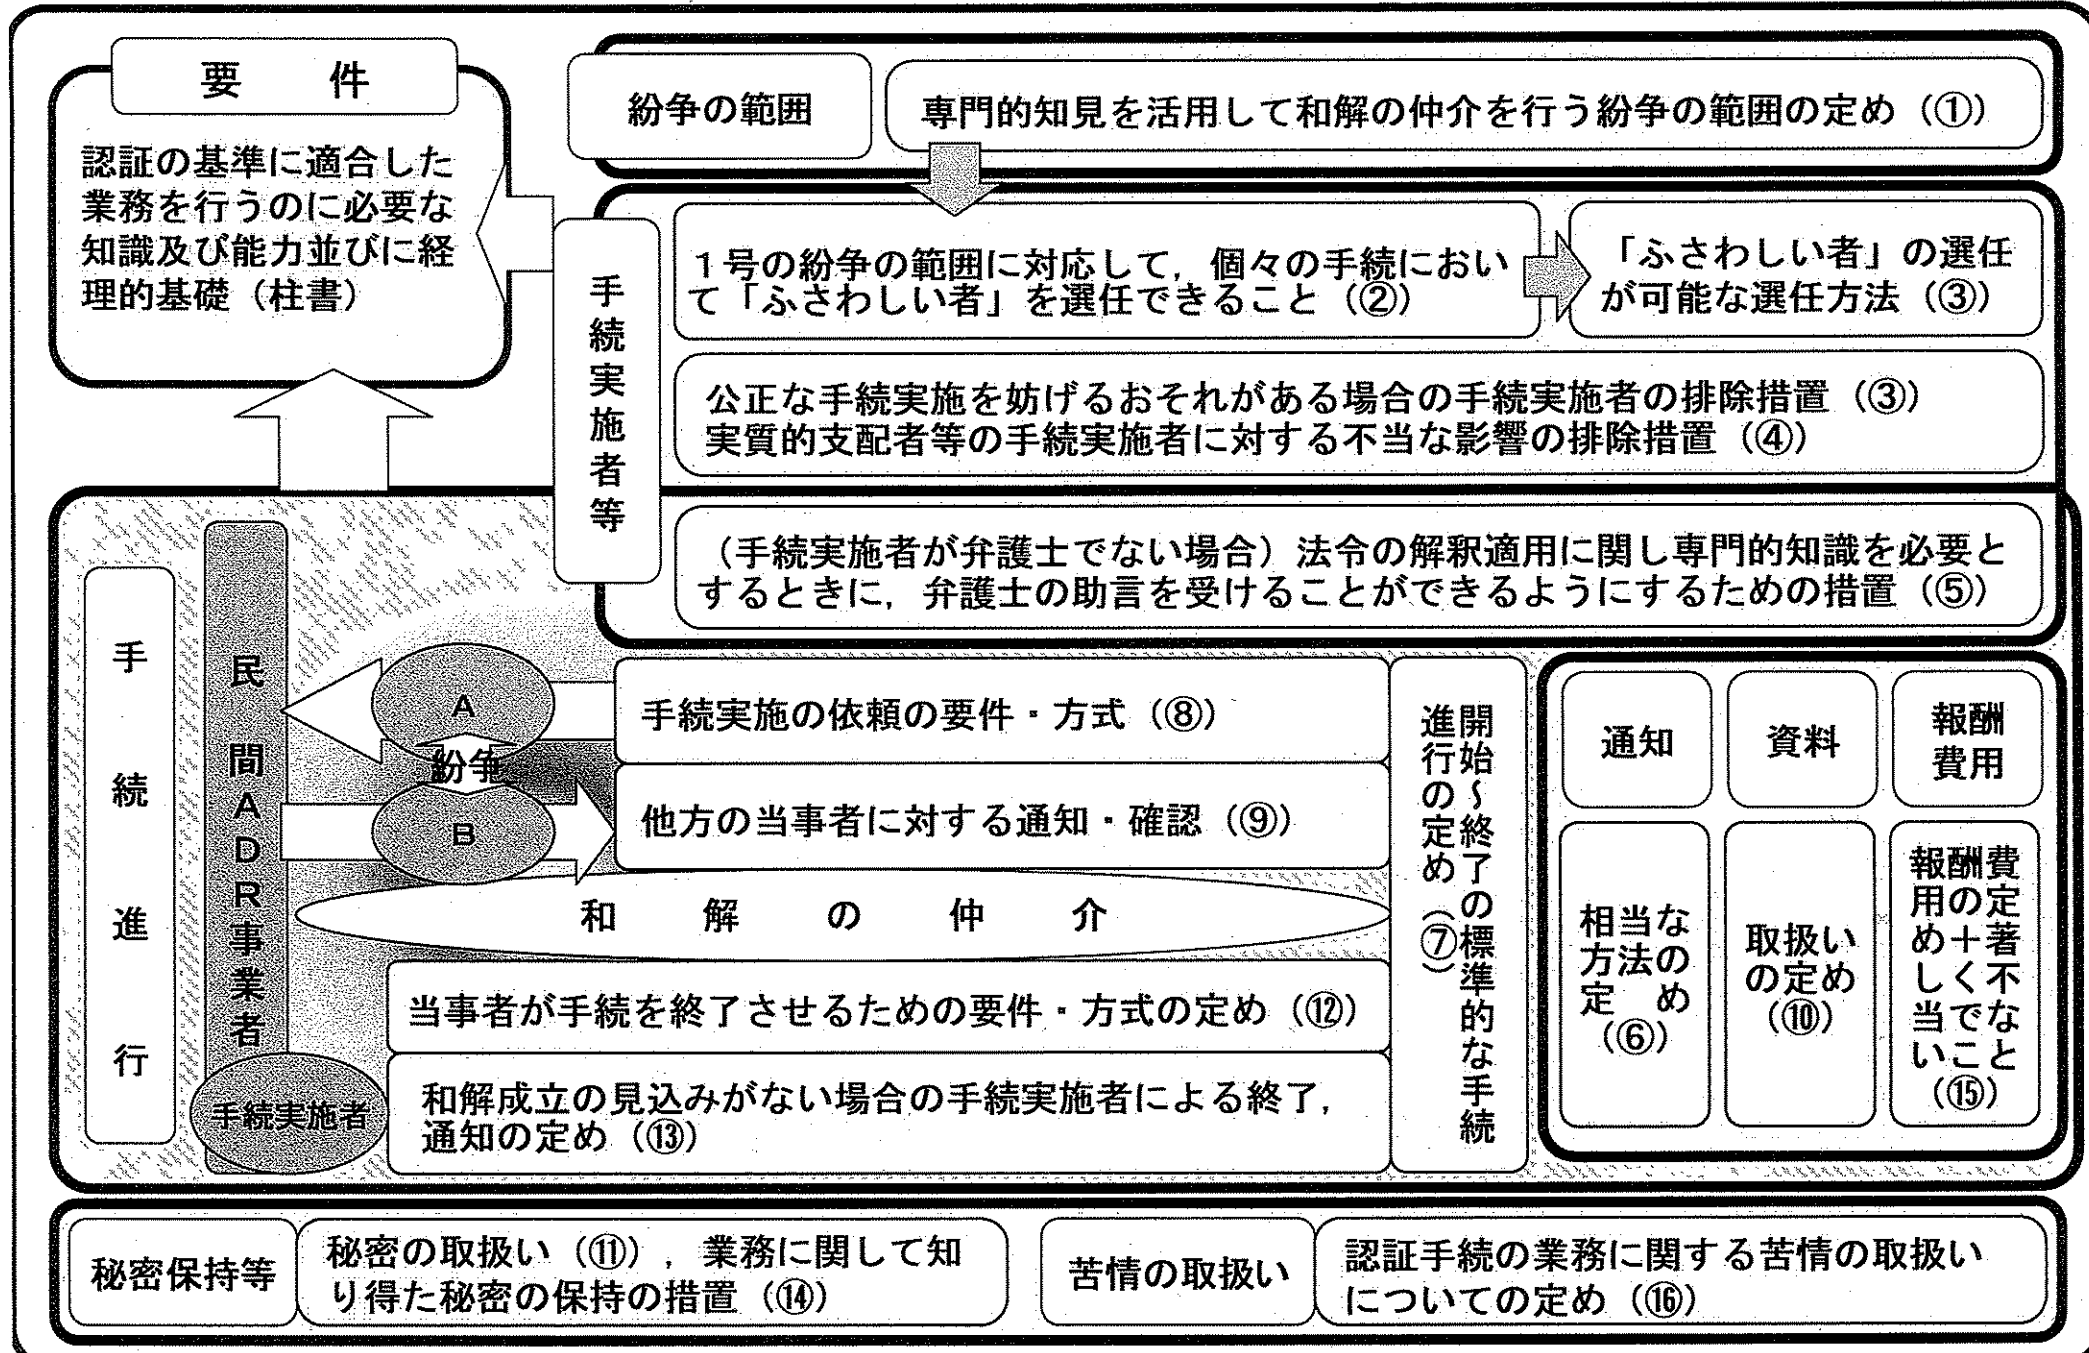 要件
認証の基準に適合した
業務を行うのに必要な
知識及び能力並びに経
理的基礎（柱書）
紛争の範囲
専門的知見を活用して和解の仲介を行う紛争の範囲の定め（①）
手続実施者等
１号の紛争の範囲に対応して，個々の手続におい
て「ふさわしい者」を選任できること（②）
「ふさわしい者」の選任
が可能な選任方法（③）
公正な手続実施を妨げるおそれがある場合の手続実施者の排除措置（③）
実質的支配者等の手続実施者に対する不当な影響の排除措置（④）
（手続実施者が弁護士でない場合）法令の解釈適用に関し専門的知識を必要と
するときに，弁護士の助言を受けることができるようにするための措置（⑤）
手続進行
民間ＡＤＲ事業者
手続実施者
A
紛争
B
手続実施の依頼の要件・方式（⑧）
他方の当事者に対する通知・確認（⑨）
和解の仲介
当事者が手続を終了させるための要件・方式の定め（⑫）
和解成立の見込みがない場合の手続実施者による終了，
通知の定め（⑬）
開始～終了の標準的な手続
進行の定め（⑦）
通知
相当な
方法の
定め
（⑥）
資料
取扱い
の定め
（⑩）
報酬
費用
報酬費
用の定
め＋著
しく不
当でな
いこと
（⑮）
秘密保持等
秘密の取扱い（⑪），業務に関して知
り得た秘密の保持の措置（⑭）
苦情の取扱い
認証手続の業務に関する苦情の取扱い
についての定め（⑯）